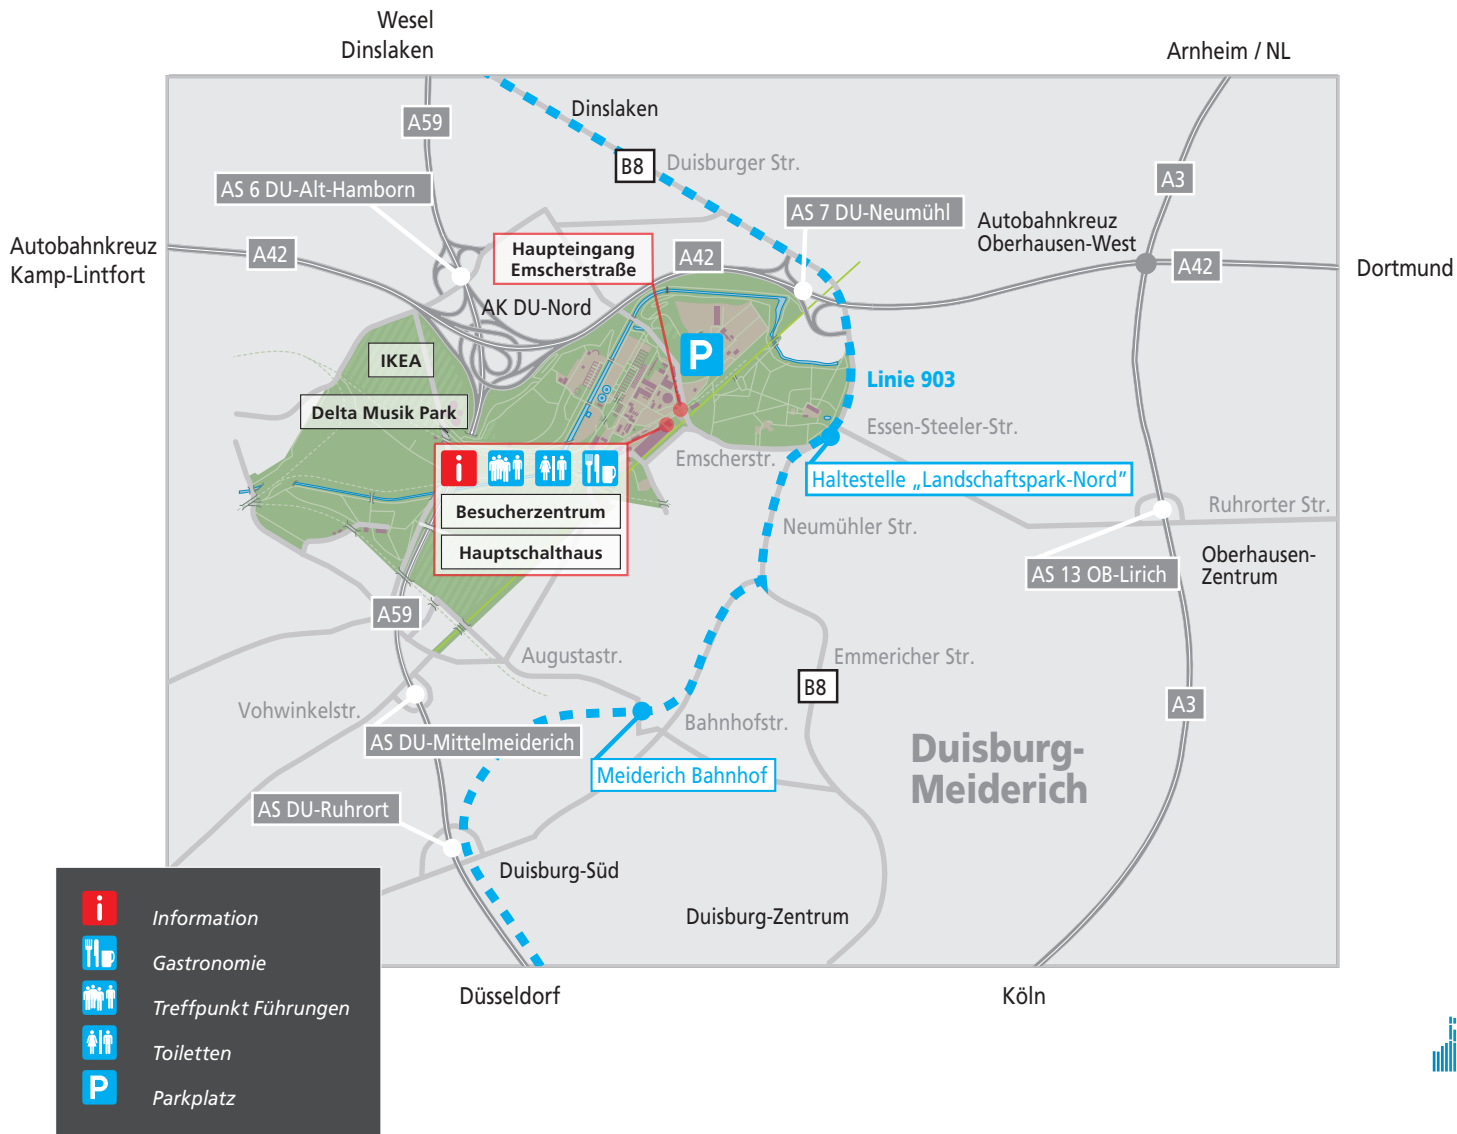 Wesel
Dinslaken
Arnheim / NL
Dinslaken
A59
B8
Duisburger Str.
A3
AS 6 DU-Alt-Hamborn
AS 7 DU-Neumühl
Autobahnkreuz
Oberhausen-West
Autobahnkreuz
Kamp-Lintfort
A42
Haupteingang
Emscherstraße
A42
A42
Dortmund
AK DU-Nord
IKEA
P
Linie 903
Delta Musik Park
Essen-Steeler-Str.
Emscherstr.
i
Haltestelle „Landschaftspark-Nord“
Besucherzentrum
Ruhrorter Str.
Neumühler Str.
Hauptschalthaus
Oberhausen-
Zentrum
AS 13 OB-Lirich
A59
Augustastr.
Emmericher Str.
B8
Vohwinkelstr.
A3
Bahnhofstr.
AS DU-Mittelmeiderich
Duisburg-
Meiderich
Meiderich Bahnhof
AS DU-Ruhrort
Duisburg-Süd
Duisburg-Zentrum
i
Information
Gastronomie
Düsseldorf
Köln
Treffpunkt Führungen
Toiletten
P
Parkplatz